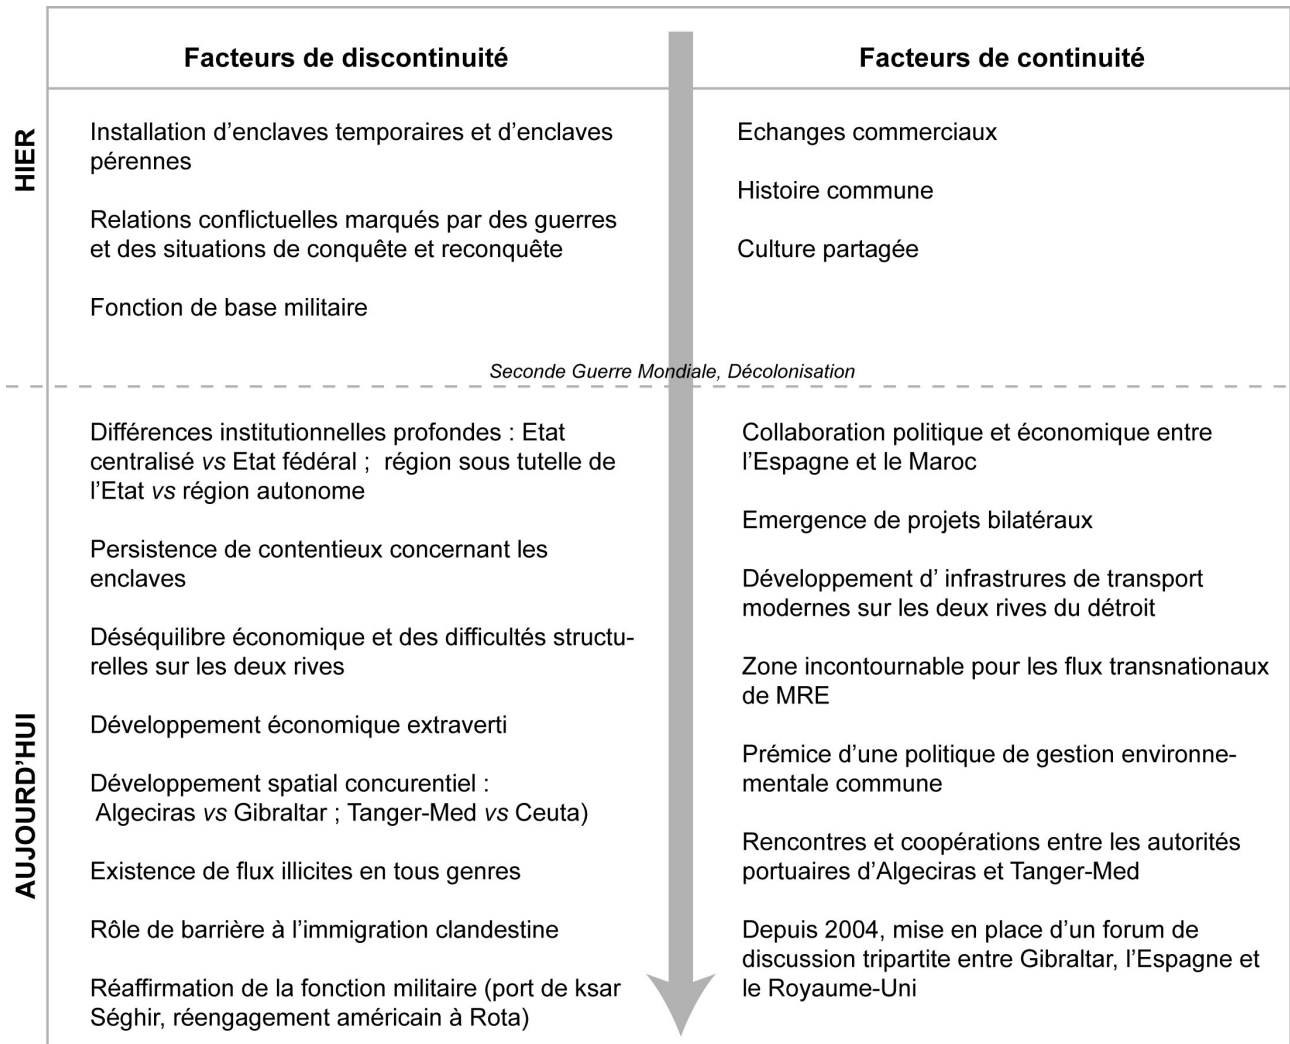 Facteurs de discontinuité
Facteurs de continuité
HIER
Installation d'enclaves temporaires et d'enclaves
pérennes
Relations conflictuelles marqués par des guerres
et des situations de conquête et reconquête
Fonction de base militaire
Echanges commerciaux
Histoire commune
Culture partagée
Seconde Guerre Mondiale, Décolonisation
AUJOURD'HUI
Différences institutionnelles profondes : Etat
centralisé vs Etat fédéral ; région sous tutelle de
l'Etat vs région autonome
Persistence de contentieux concernant les
enclaves
Déséquilibre économique et des difficultés structu-
relles sur les deux rives
Développement économique extraverti
Développement spatial concurentiel :
Algeciras vs Gibraltar ; Tanger-Med vs Ceuta)
Existence de flux illicites en tous genres
Rôle de barrière à l'immigration clandestine
Réaffirmation de la fonction militaire (port de ksar
Séghir, réengagement américain à Rota)
Collaboration politique et économique entre
l'Espagne et le Maroc
Emergence de projets bilatéraux
Développement d' infrastrures de transport
modernes sur les deux rives du détroit
Zone incontournable pour les flux transnationaux
de MRE
Prémice d'une politique de gestion environne-
mentale commune
Rencontres et coopérations entre les autorités
portuaires d'Algeciras et Tanger-Med
Depuis 2004, mise en place d'un forum de
discussion tripartite entre Gibraltar, l'Espagne et
le Royaume-Uni